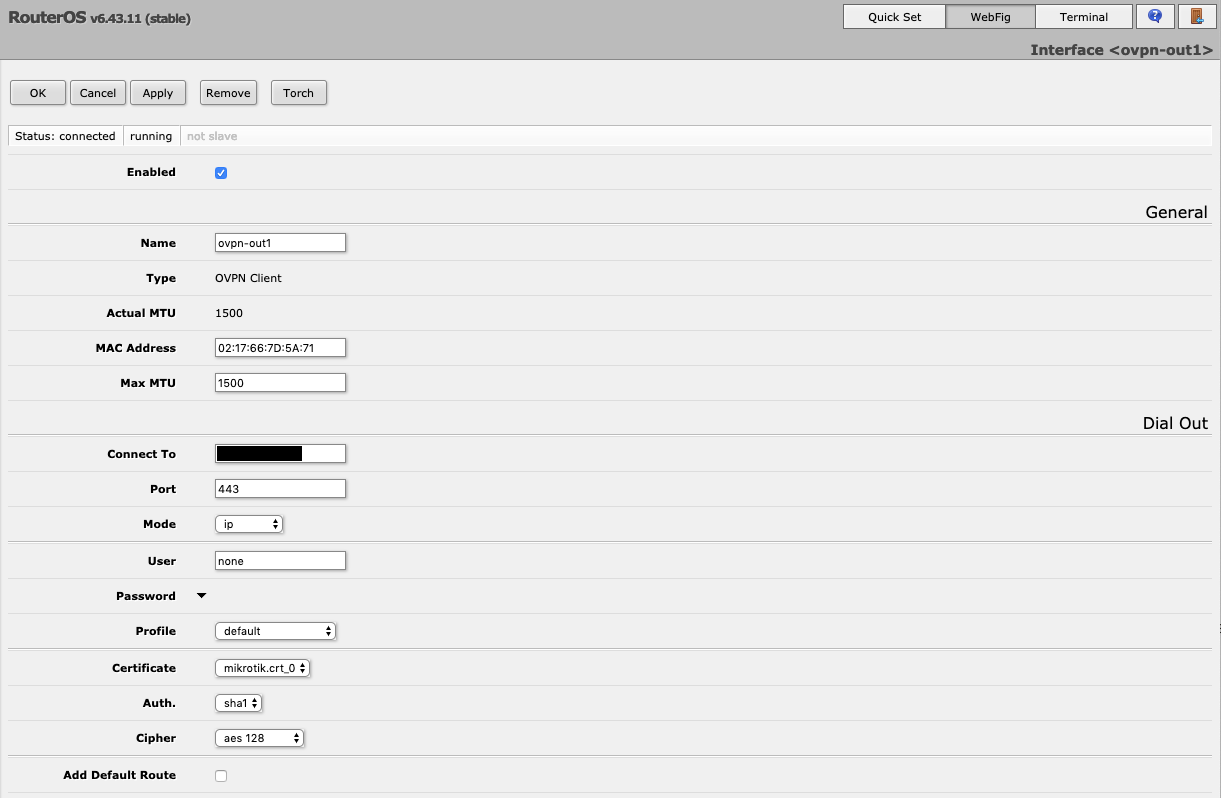 RouterOS v6.43.11 (stable)
Quick Set WebFig Terminal
Interface <ovpn-out1>
OK Cancel Apply Remove Torch
Status: connected running not slave
Enabled
General
Name ovpn-out1
Type OVPN Client
Actual MTU 1500
MAC Address 02:17:66:7D:5A:71
Max MTU 1500
Dial Out
Connect To
Port 443
Mode ip
User none
Password
Profile default
Certificate mikrotik.crt_0
Auth. sha1
Cipher aes 128
Add Default Route